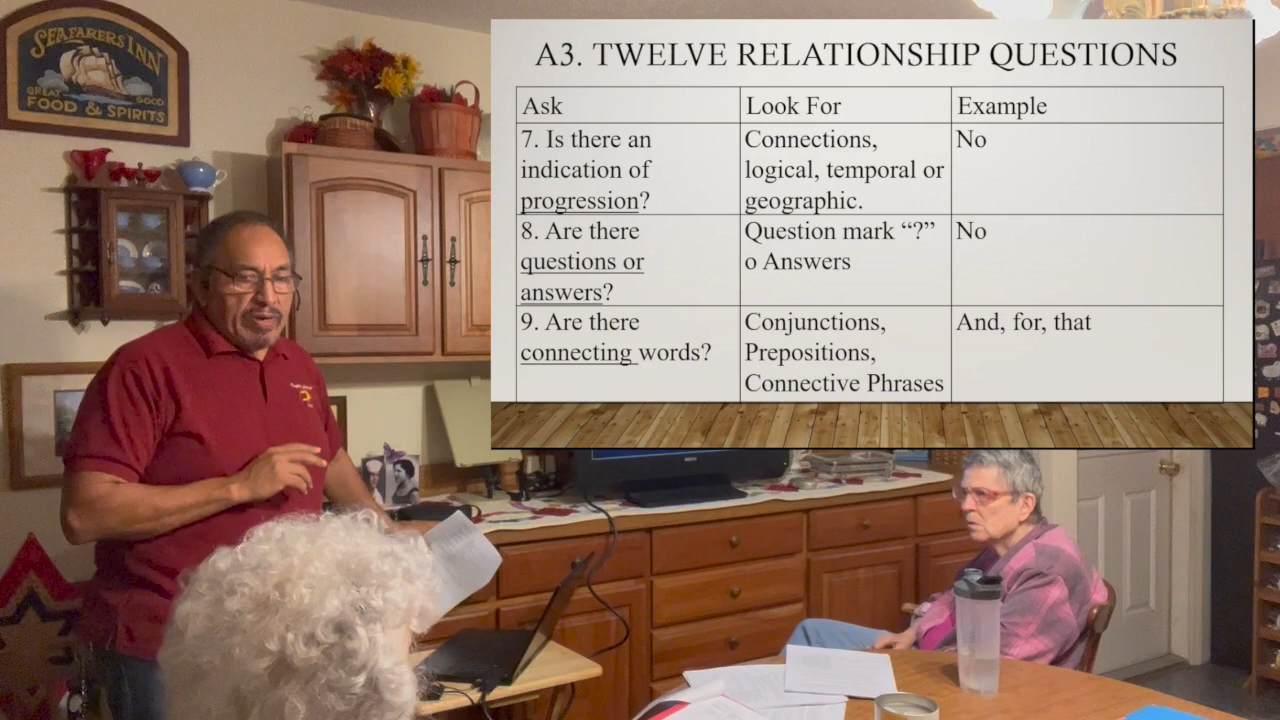 SEAFARERS INN
GREAT GOOD
FOOD & SPIRITS
A3. TWELVE RELATIONSHIP QUESTIONS
Ask Look For Example
7. Is there an Connections, No
indication of logical, temporal or
progression? geographic.
8. Are there Question mark “?” No
questions or o Answers
answers?
9. Are there Conjunctions, And, for, that
connecting words? Prepositions,
Connective Phrases